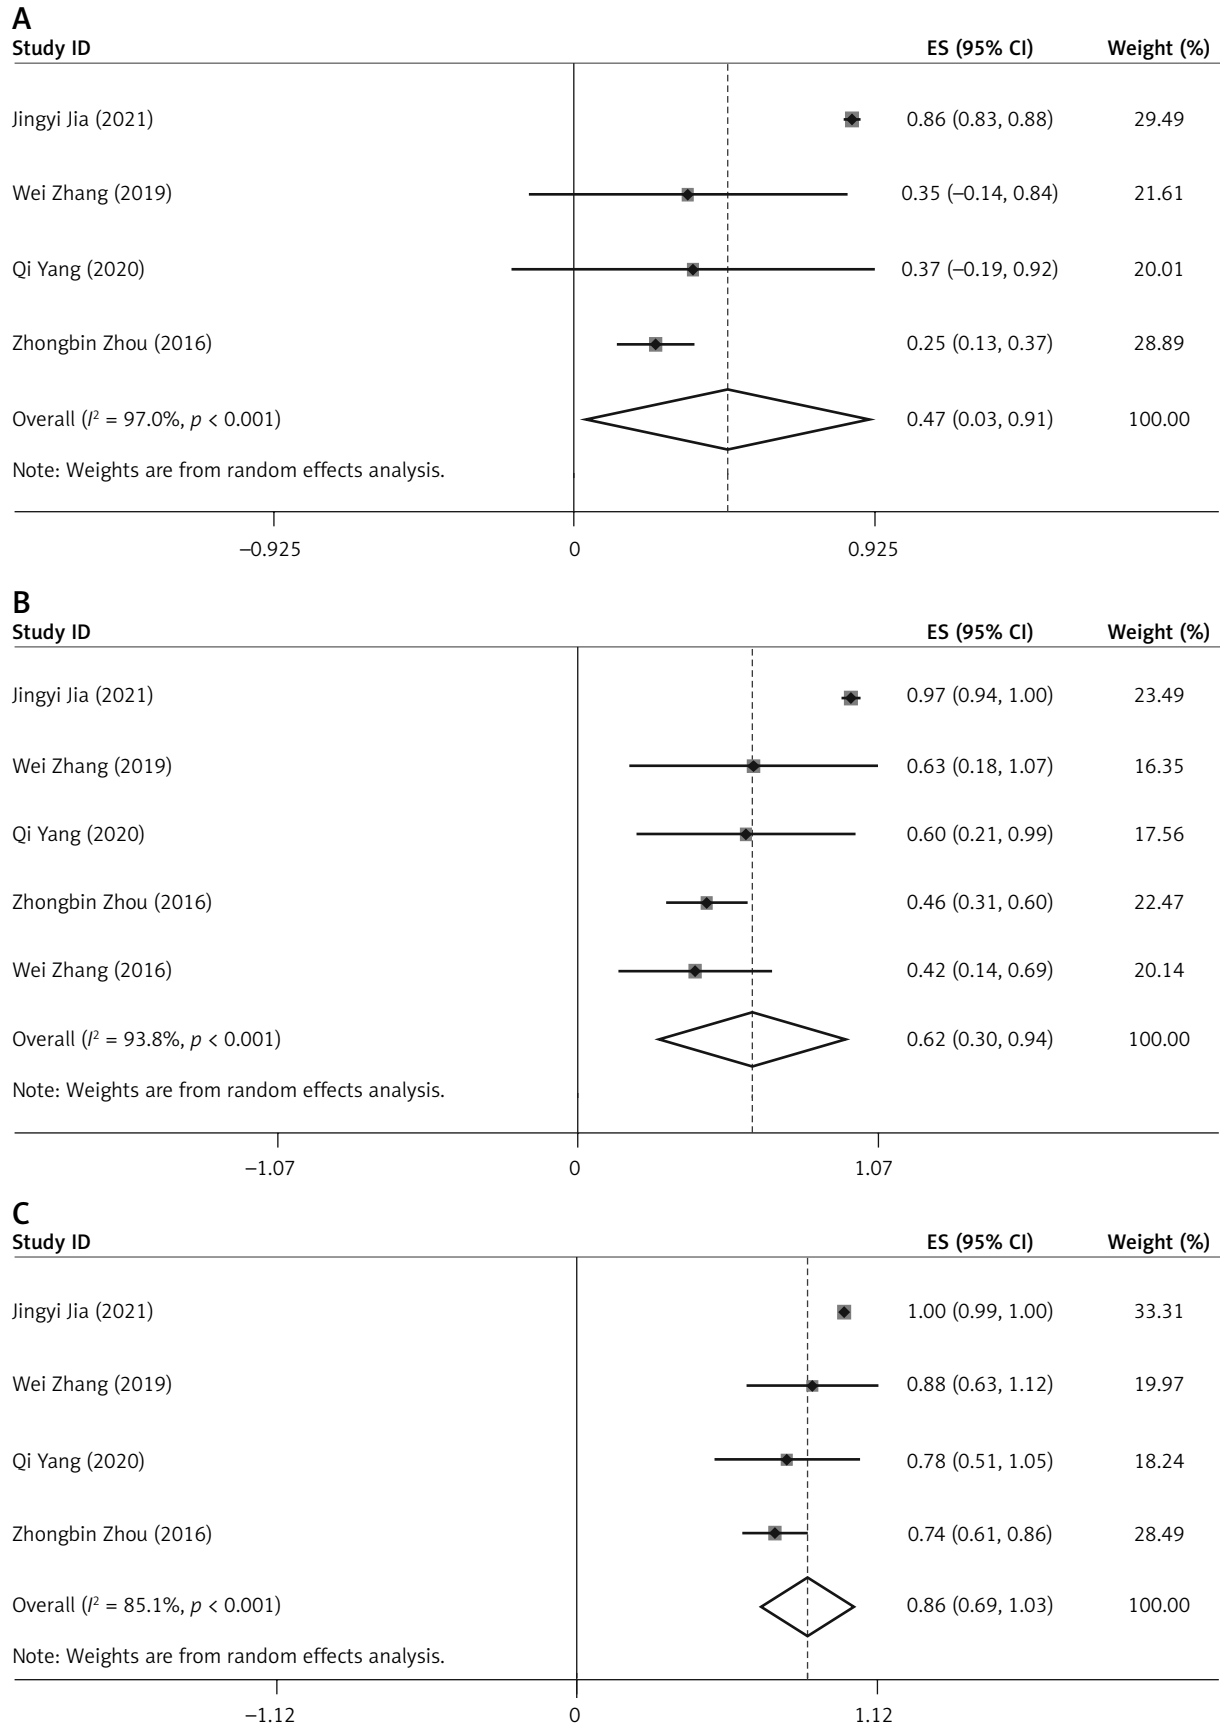 A
Study ID ES (95% CI) Weight (%)
Jingyi Jia (2021) 0.86 (0.83, 0.88) 29.49
Wei Zhang (2019) 0.35 (–0.14, 0.84) 21.61
Qi Yang (2020) 0.37 (–0.19, 0.92) 20.01
Zhongbin Zhou (2016) 0.25 (0.13, 0.37) 28.89
Overall (I² = 97.0%, p < 0.001) 0.47 (0.03, 0.91) 100.00
Note: Weights are from random effects analysis.
–0.925 0 0.925
B
Study ID ES (95% CI) Weight (%)
Jingyi Jia (2021) 0.97 (0.94, 1.00) 23.49
Wei Zhang (2019) 0.63 (0.18, 1.07) 16.35
Qi Yang (2020) 0.60 (0.21, 0.99) 17.56
Zhongbin Zhou (2016) 0.46 (0.31, 0.60) 22.47
Wei Zhang (2016) 0.42 (0.14, 0.69) 20.14
Overall (I² = 93.8%, p < 0.001) 0.62 (0.30, 0.94) 100.00
Note: Weights are from random effects analysis.
–1.07 0 1.07
C
Study ID ES (95% CI) Weight (%)
Jingyi Jia (2021) 1.00 (0.99, 1.00) 33.31
Wei Zhang (2019) 0.88 (0.63, 1.12) 19.97
Qi Yang (2020) 0.78 (0.51, 1.05) 18.24
Zhongbin Zhou (2016) 0.74 (0.61, 0.86) 28.49
Overall (I² = 85.1%, p < 0.001) 0.86 (0.69, 1.03) 100.00
Note: Weights are from random effects analysis.
–1.12 0 1.12